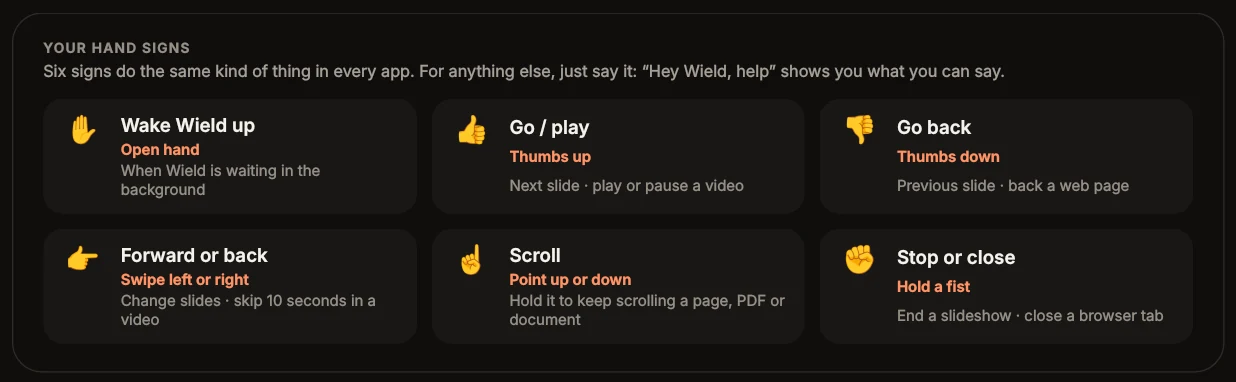 YOUR HAND SIGNS
Six signs do the same kind of thing in every app. For anything else, just say it: “Hey Wield, help” shows you what you can say.
Wake Wield up
Open hand
When Wield is waiting in the
background
Go / play
Thumbs up
Next slide · play or pause a video
Go back
Thumbs down
Previous slide · back a web page
Forward or back
Swipe left or right
Change slides · skip 10 seconds in a
video
Scroll
Point up or down
Hold it to keep scrolling a page, PDF or
document
Stop or close
Hold a fist
End a slideshow · close a browser tab